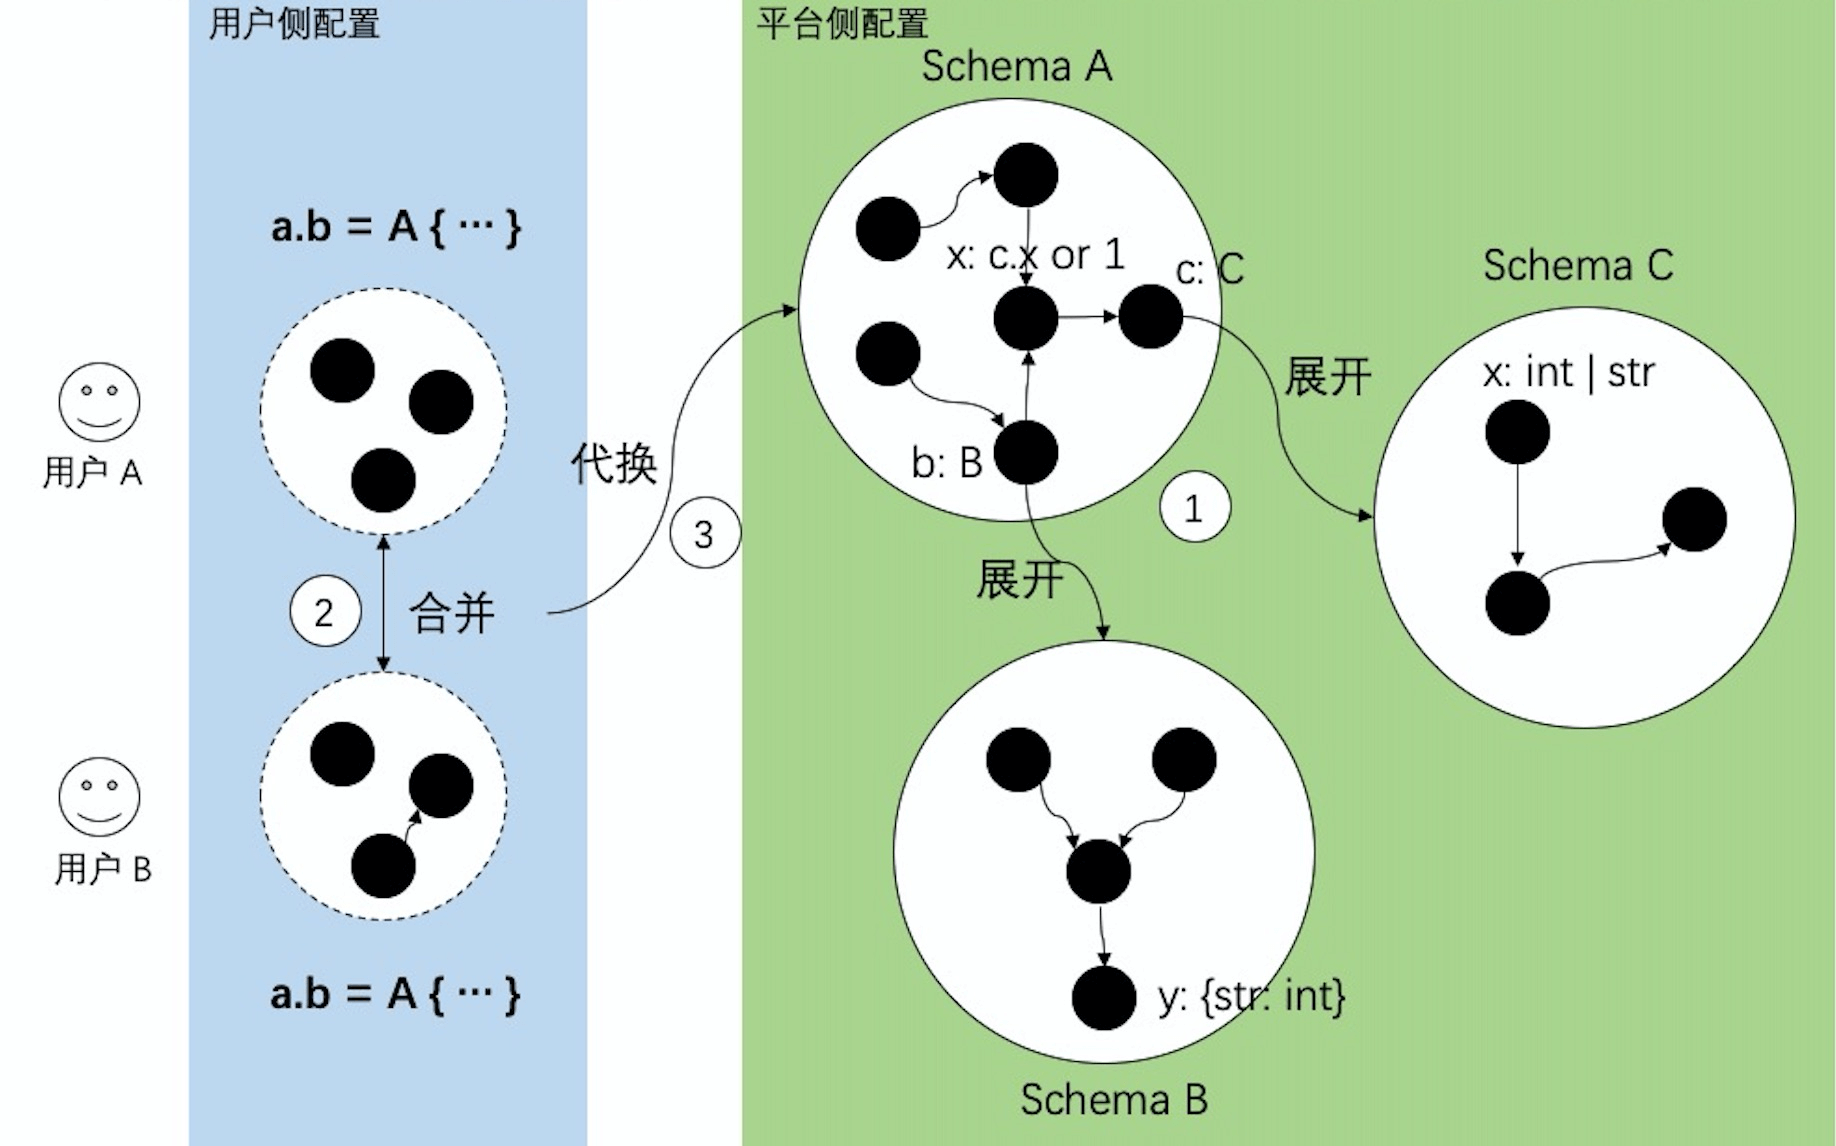 用户侧配置
平台侧配置
Schema A
a.b = A { ··· }
x: c.x or 1
c: C
Schema C
展开
x: int | str
用户 A
代换
b: B
1
3
展开
2
合并
用户 B
a.b = A { ··· }
y: {str: int}
Schema B